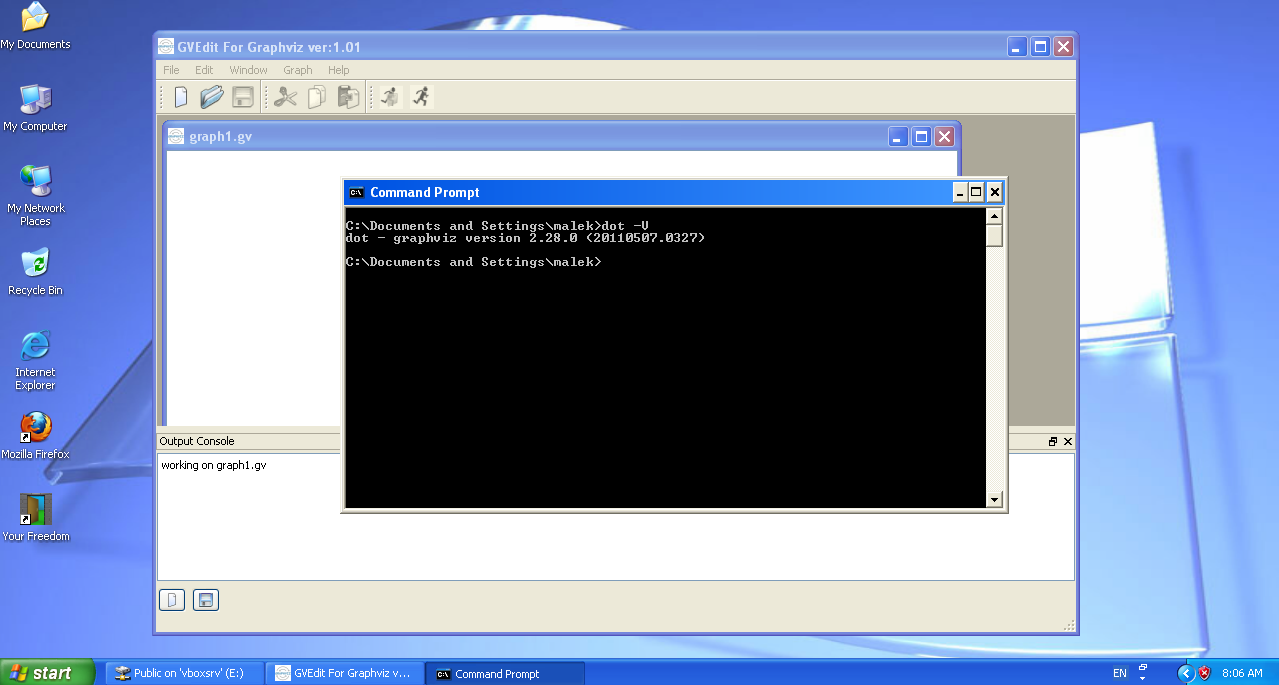 My Documents
My Computer
My Network
Places
Recycle Bin
Internet
Explorer
Mozilla Firefox
Your Freedom
GVEdit For Graphviz ver:1.01
File Edit Window Graph Help
graph1.gv
C:\ Command Prompt
C:\Documents and Settings\malek>dot -V
dot - graphviz version 2.28.0 (20110507.0327)
C:\Documents and Settings\malek>
Output Console
working on graph1.gv
start
Public on 'vboxsrv' (E:)
GVEdit For Graphviz v...
C:\ Command Prompt
EN
8:06 AM